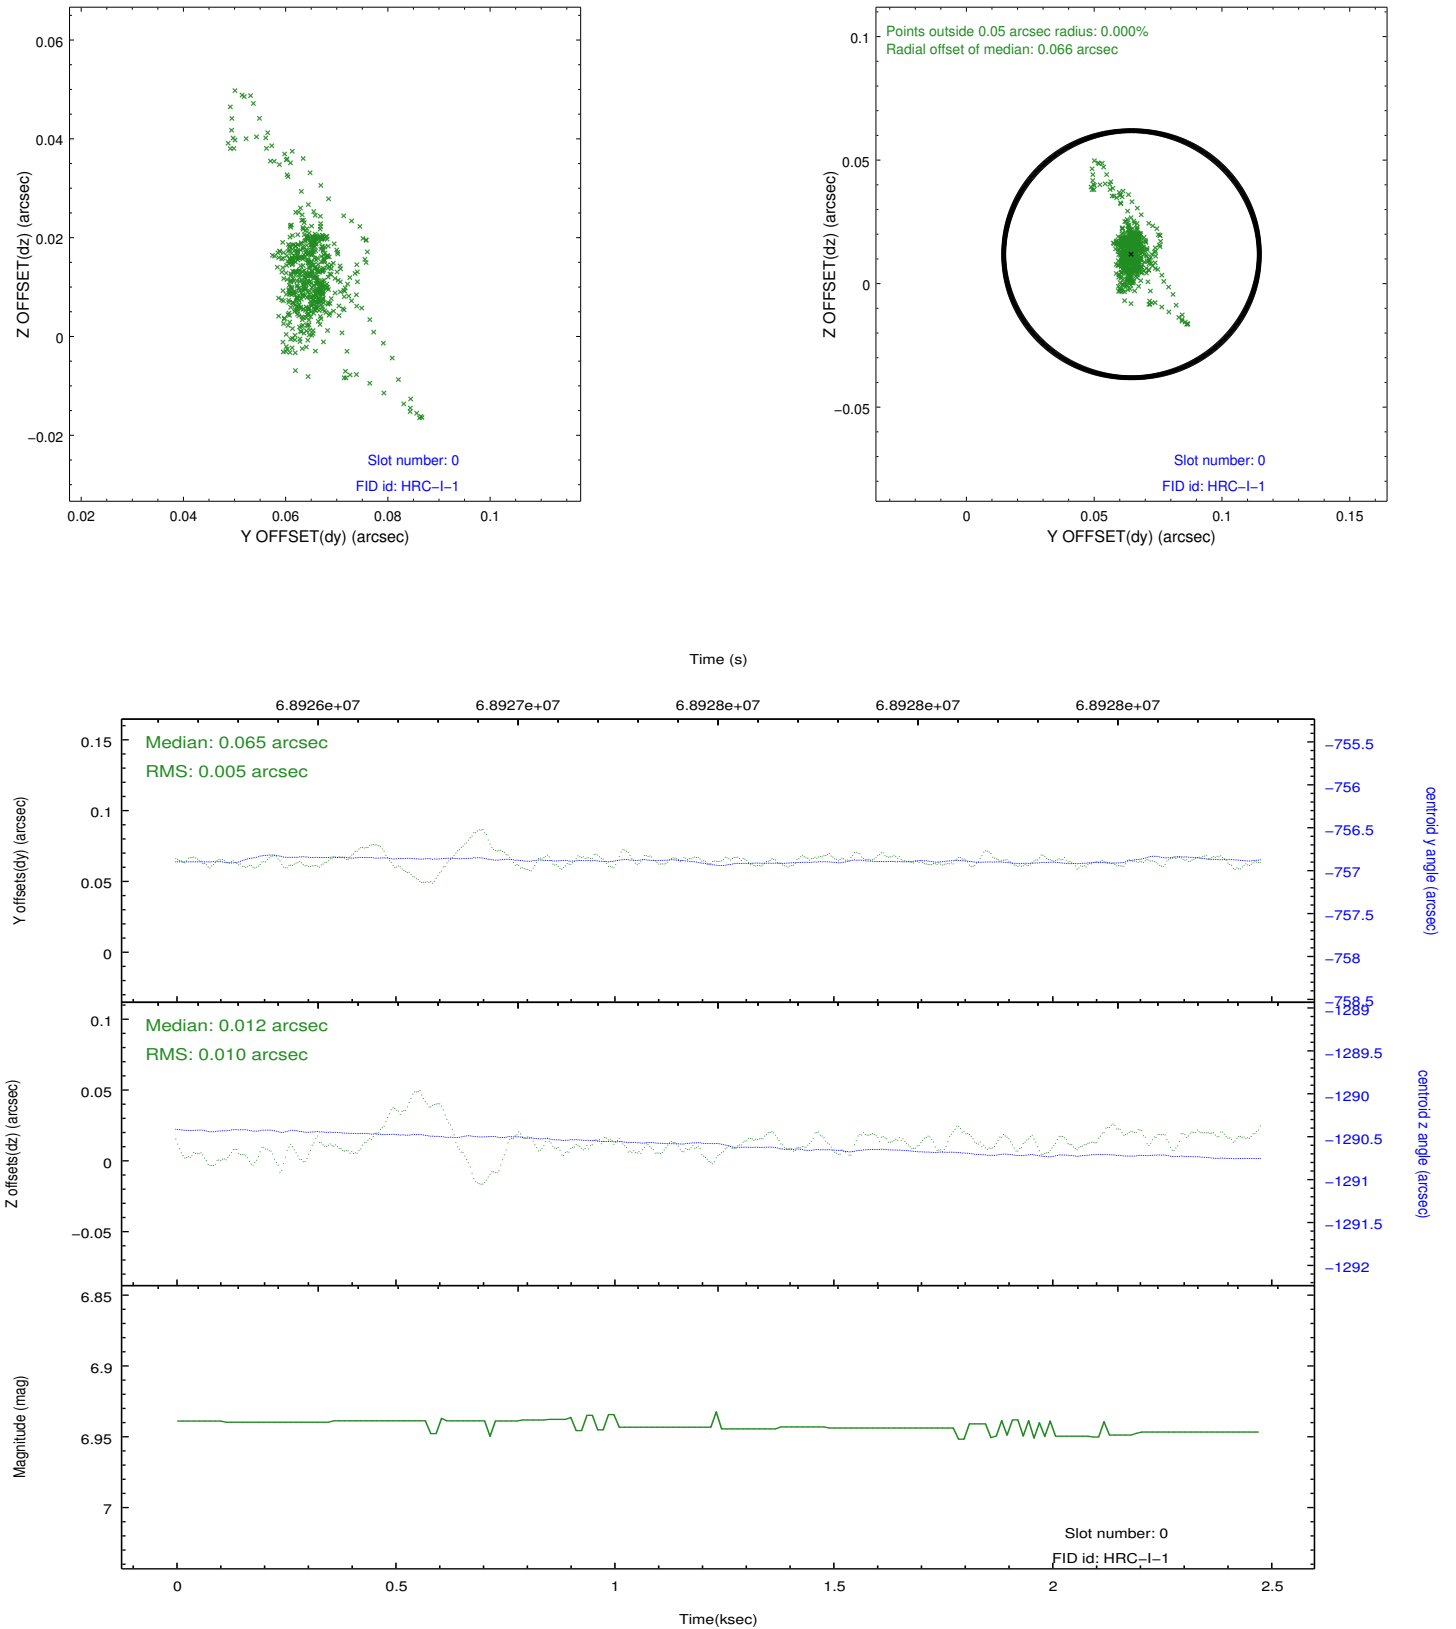 0.06
0.04
0.02
0
−0.02
Z OFFSET(dz) (arcsec)
Slot number: 0
FID id: HRC−I−1
0.02
0.04
0.06
0.08
0.1
Y OFFSET(dy) (arcsec)
Points outside 0.05 arcsec radius: 0.000%
Radial offset of median: 0.066 arcsec
0.1
0.05
0
−0.05
Z OFFSET(dz) (arcsec)
Slot number: 0
FID id: HRC−I−1
0
0.05
0.1
0.15
Y OFFSET(dy) (arcsec)
Time (s)
6.8926e+07
6.8927e+07
6.8928e+07
6.8928e+07
6.8928e+07
Median: 0.065 arcsec
RMS: 0.005 arcsec
0.15
0.1
0.05
0
Y offsets(dy) (arcsec)
−755.5
−756
−756.5
−757
−757.5
−758
−758.5
centroid y angle (arcsec)
Median: 0.012 arcsec
RMS: 0.010 arcsec
0.1
0.05
0
−0.05
Z offsets(dz) (arcsec)
−1289
−1289.5
−1290
−1290.5
−1291
−1291.5
−1292
centroid z angle (arcsec)
6.85
6.9
6.95
7
Magnitude (mag)
Slot number: 0
FID id: HRC−I−1
0
0.5
1
1.5
2
2.5
Time(ksec)